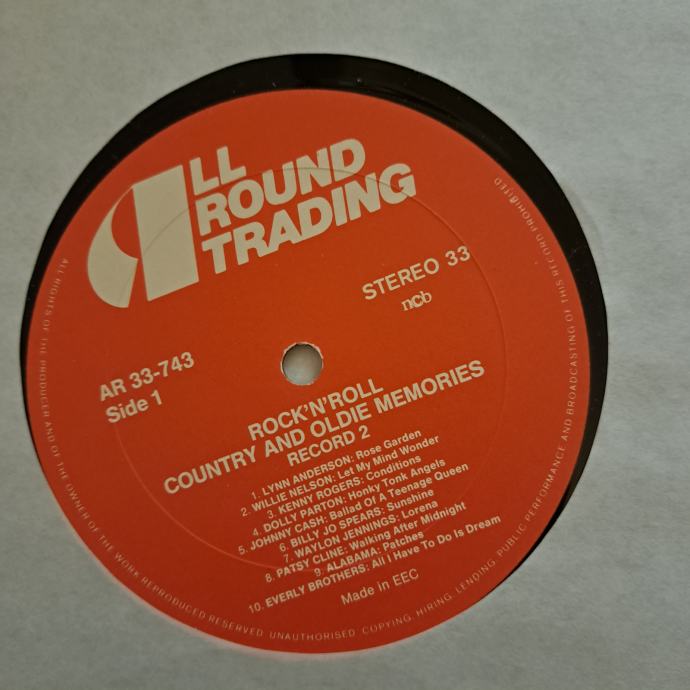 ALL
ROUND
TRADING
STEREO 33
ncb
AR 33-743
Side 1
ROCK'N'ROLL
COUNTRY AND OLDIE MEMORIES
RECORD 2
1. LYNN ANDERSON: Rose Garden
2. WILLIE NELSON: Let My Mind Wonder
3. KENNY ROGERS: Conditions
4. DOLLY PARTON: Honky Tonk Angels
5. JOHNNY CASH: Ballad Of A Teenage Queen
6. BILLY JO SPEARS: Sunshine
7. WAYLON JENNINGS: Lorena
8. PATSY CLINE: Walking After Midnight
9. ALABAMA: Patches
10. EVERLY BROTHERS: All I Have To Do Is Dream
Made in EEC
ALL RIGHTS OF THE PRODUCER AND OF THE OWNER OF THE WORK REPRODUCED RESERVED UNAUTHORISED COPYING, HIRING, LENDING, PUBLIC PERFORMANCE AND BROADCASTING OF THIS RECORD PROHIBITED